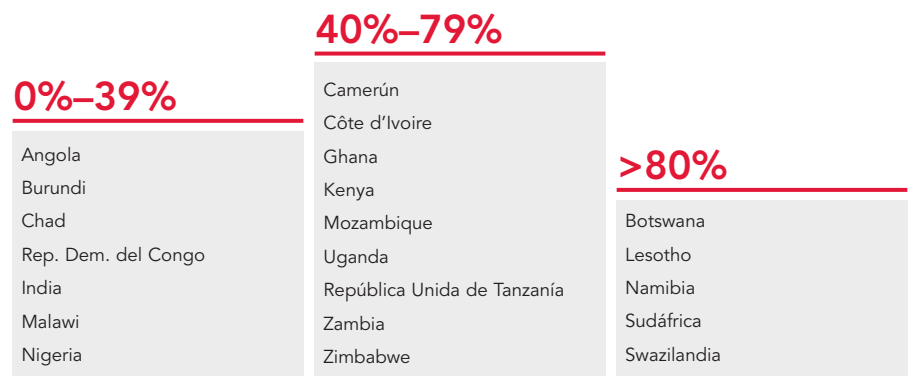 0%–39%
Angola
Burundi
Chad
Rep. Dem. del Congo
India
Malawi
Nigeria
40%–79%
Camerún
Côte d’Ivoire
Ghana
Kenya
Mozambique
Uganda
República Unida de Tanzanía
Zambia
Zimbabwe
>80%
Botswana
Lesotho
Namibia
Sudáfrica
Swazilandia